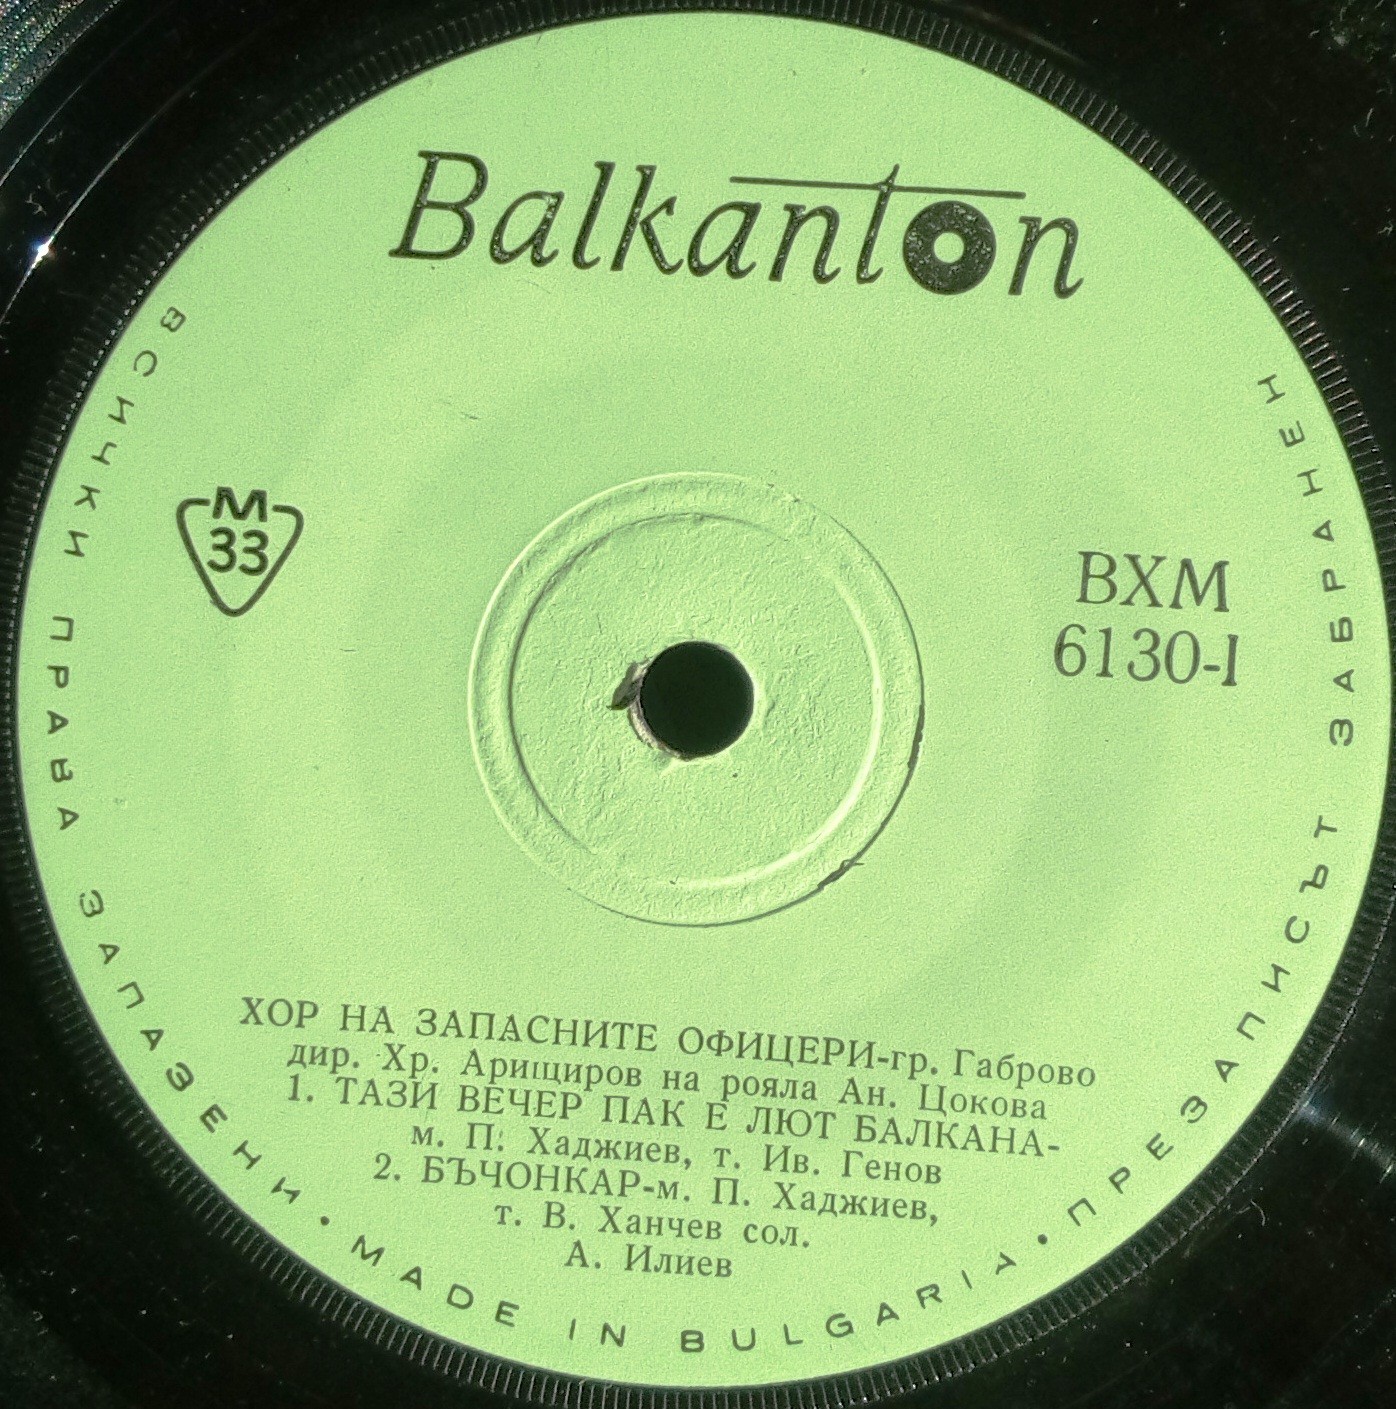 Balkanton
М
33
ВХМ
6130-I
ХОР НА ЗАПАСНИТЕ ОФИЦЕРИ-гр. Габрово
дир. Хр. Арищиров на рояла Ан. Цокова
1. ТАЗИ ВЕЧЕР ПАК Е ЛЮТ БАЛКАНА-
м. П. Хаджиев, т. Ив. Генов
2. БЪЧОНКАР-м. П. Хаджиев,
т. В. Ханчев сол.
А. Илиев
ВСИЧКИ ПРАВА ЗАПАЗЕНИ • MADE IN BULGARIA • ПРЕЗАПИСЪТ ЗАБРАНЕН